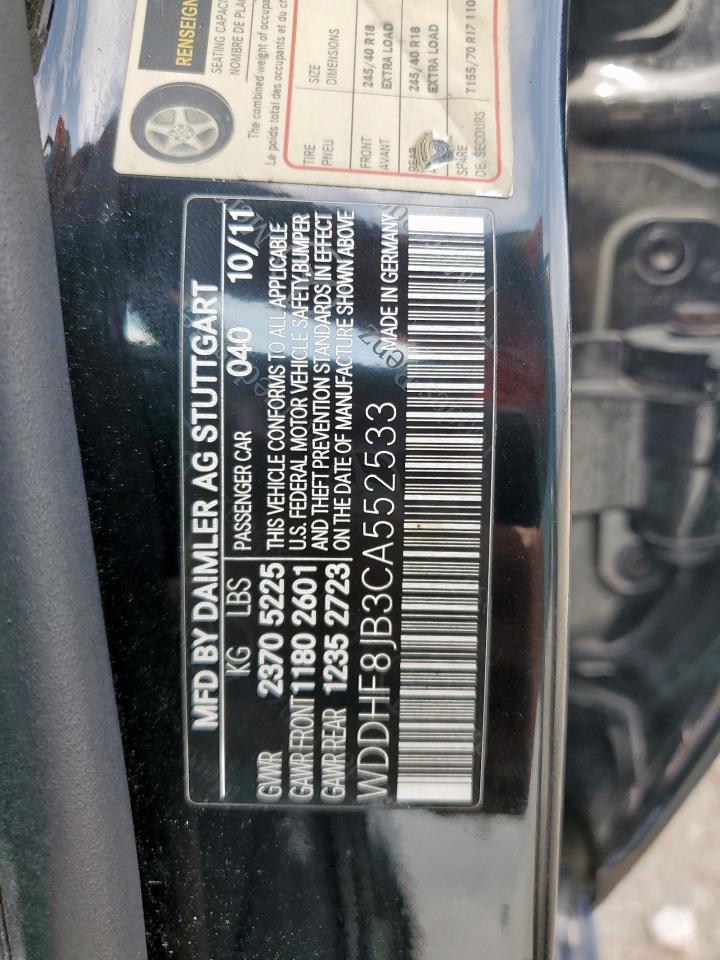 RENSEIGN
SEATING CAPAC
NOMBRE DE PLA
The combined weight of occupa
Le poids total des occupants et du c
TIRE SIZE
PNEU DIMENSIONS
FRONT 245/40 R18
AVANT EXTRA LOAD
REAR 245/40 R18
EXTRA LOAD
SPARE T155/70 R17 110
DE SECOURS
MFD BY DAIMLER AG STUTTGART
KG LBS PASSENGER CAR 040 10/11
GVWR 2370 5225 THIS VEHICLE CONFORMS TO ALL APPLICABLE
GAWR FRONT 1180 2601 U.S. FEDERAL MOTOR VEHICLE SAFETY, BUMPER
GAWR REAR 1235 2723 AND THEFT PREVENTION STANDARDS IN EFFECT
ON THE DATE OF MANUFACTURE SHOWN ABOVE
WDDHF8JB3CA552533 MADE IN GERMANY